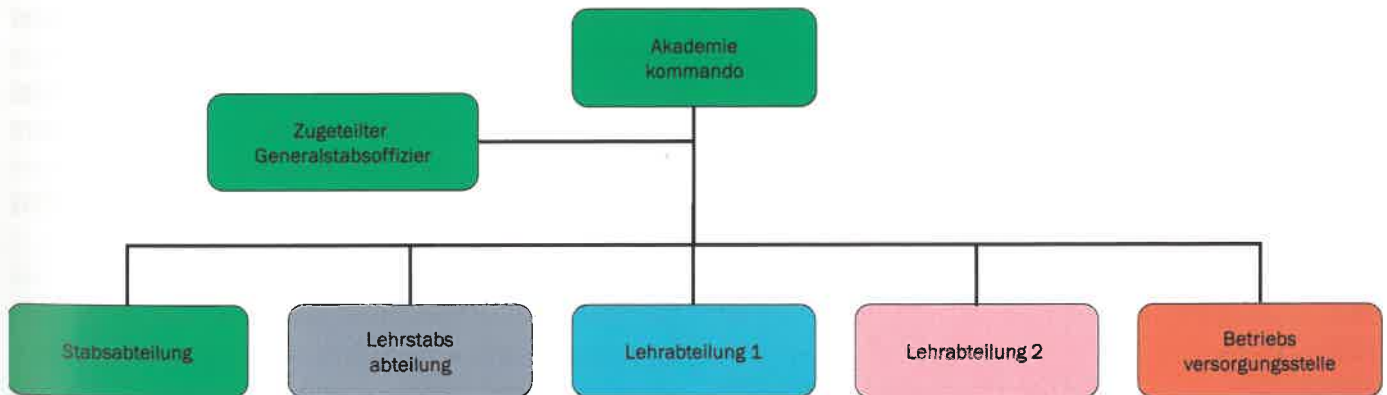 Akademie
kommando
Zugeteilter
Generalstabsoffizier
Stabsabteilung
Lehrstabs
abteilung
Lehrabteilung 1
Lehrabteilung 2
Betriebs
versorgungsstelle